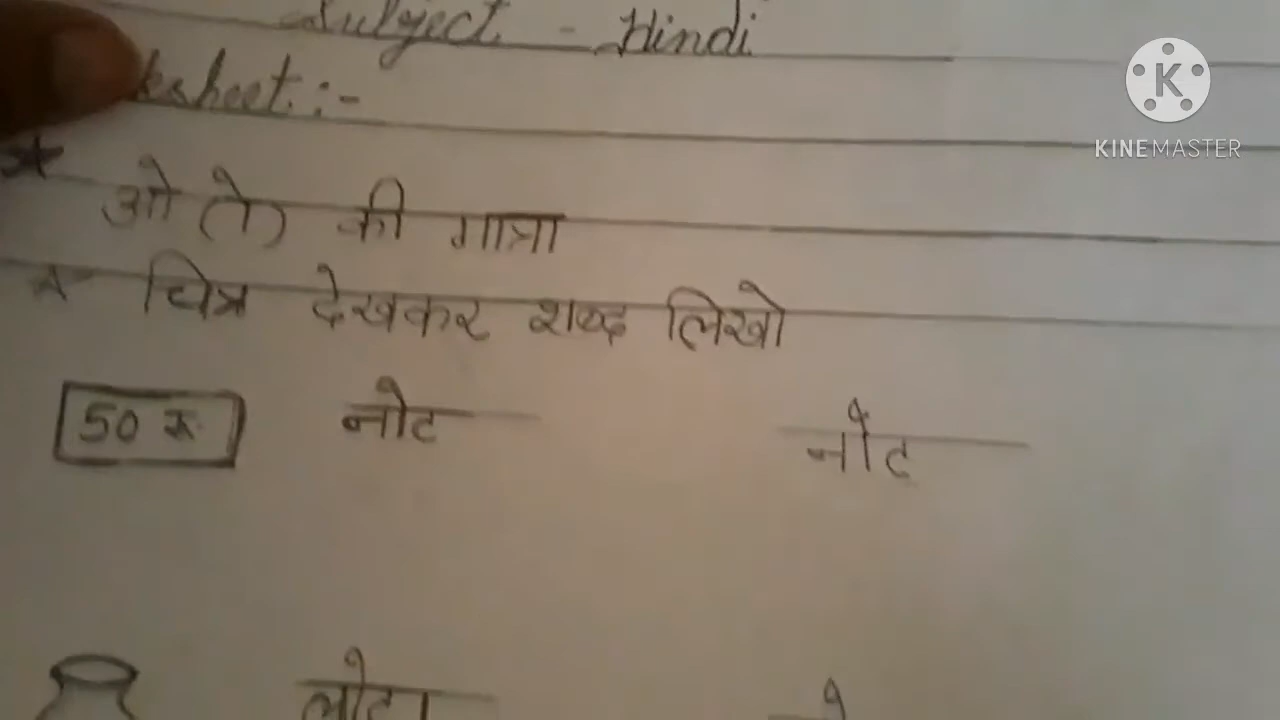 Subject - Hindi
ksheet :-
* ओ (ो) की मात्रा
* चित्र देखकर शब्द लिखो
50 रू. नोट नोट
लोटा
K
KINEMASTER